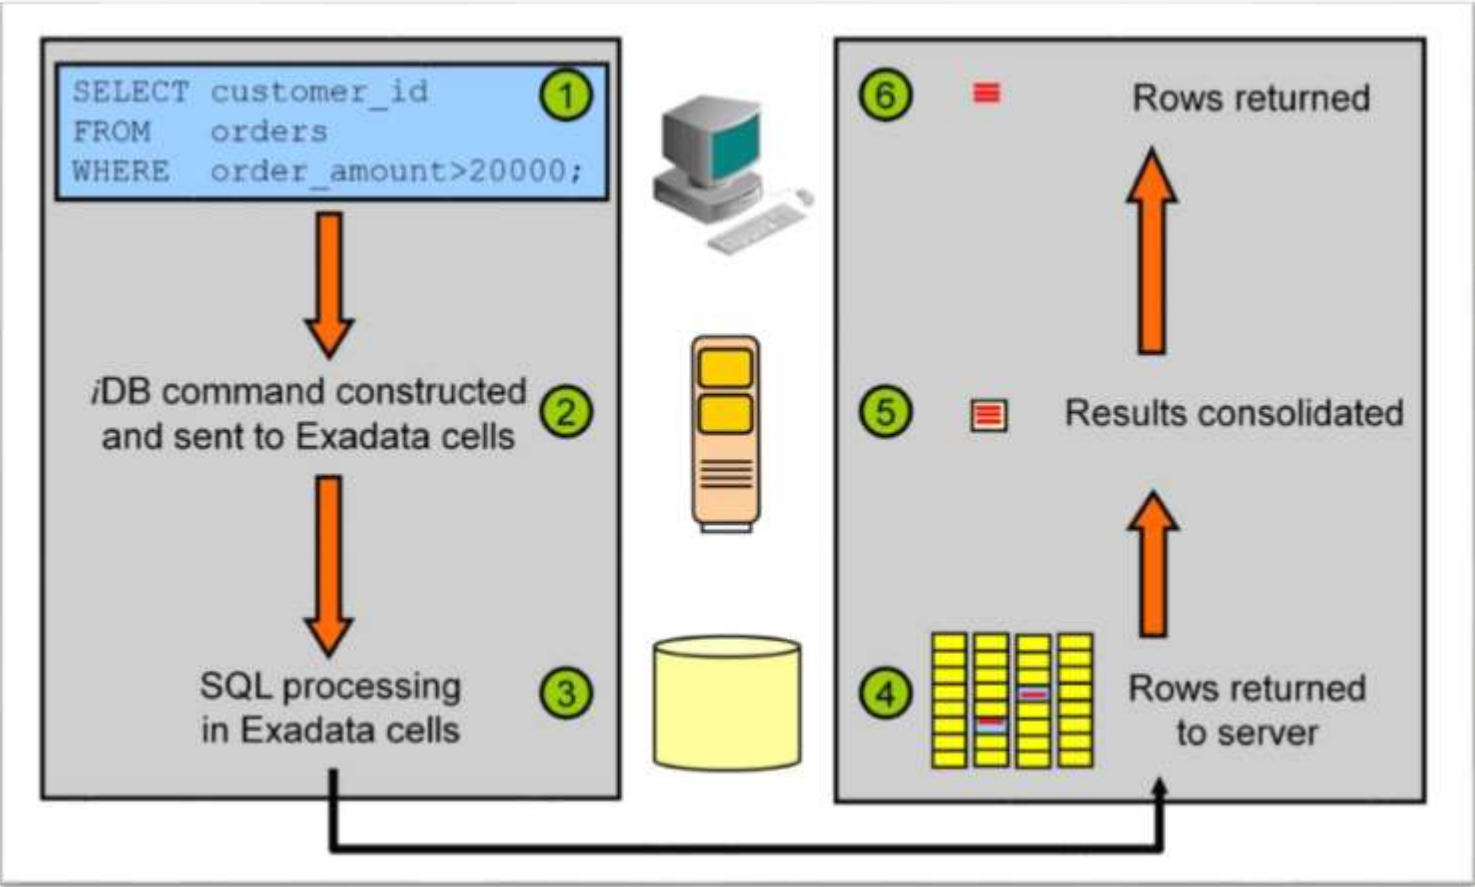 SELECT customer_id
FROM orders
WHERE order_amount>20000;
1
iDB command constructed
and sent to Exadata cells
2
SQL processing
in Exadata cells
3
4
Rows returned
to server
5
Results consolidated
6
Rows returned